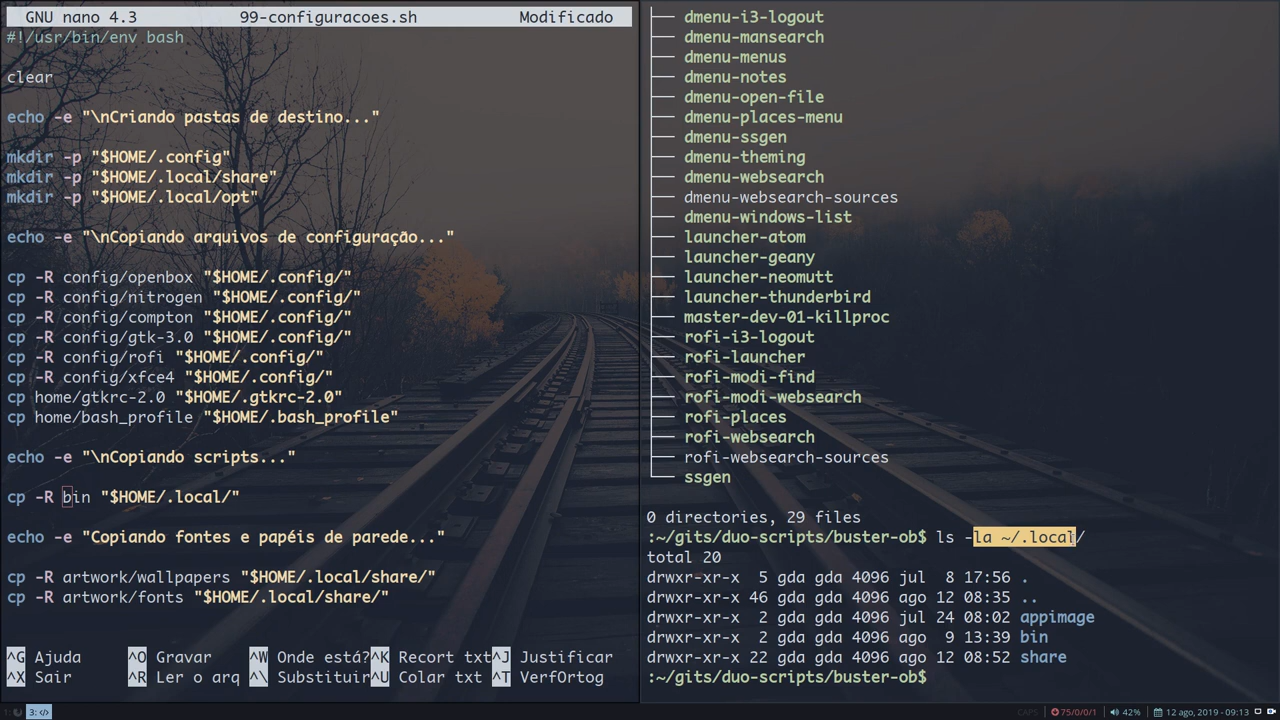 GNU nano 4.3 99-configuracoes.sh Modificado
#!/usr/bin/env bash
clear
echo -e "\nCriando pastas de destino..."
mkdir -p "$HOME/.config"
mkdir -p "$HOME/.local/share"
mkdir -p "$HOME/.local/opt"
echo -e "\nCopiando arquivos de configuração..."
cp -R config/openbox "$HOME/.config/"
cp -R config/nitrogen "$HOME/.config/"
cp -R config/compton "$HOME/.config/"
cp -R config/gtk-3.0 "$HOME/.config/"
cp -R config/rofi "$HOME/.config/"
cp -R config/xfce4 "$HOME/.config/"
cp home/gtkrc-2.0 "$HOME/.gtkrc-2.0"
cp home/bash_profile "$HOME/.bash_profile"
echo -e "\nCopiando scripts..."
cp -R bin "$HOME/.local/"
echo -e "Copiando fontes e papéis de parede..."
cp -R artwork/wallpapers "$HOME/.local/share/"
cp -R artwork/fonts "$HOME/.local/share/"
^G Ajuda ^O Gravar ^W Onde está? ^K Recort txt ^J Justificar
^X Sair ^R Ler o arq ^\ Substituir ^U Colar txt ^T VerfOrtog
dmenu-i3-logout
dmenu-mansearch
dmenu-menus
dmenu-notes
dmenu-open-file
dmenu-places-menu
dmenu-ssgen
dmenu-theming
dmenu-websearch
dmenu-websearch-sources
dmenu-windows-list
launcher-atom
launcher-geany
launcher-neomutt
launcher-thunderbird
master-dev-01-killproc
rofi-i3-logout
rofi-launcher
rofi-modi-find
rofi-modi-websearch
rofi-places
rofi-websearch
rofi-websearch-sources
ssgen
0 directories, 29 files
:~/gits/duo-scripts/buster-ob$ ls -la ~/.local/
total 20
drwxr-xr-x 5 gda gda 4096 jul 8 17:56 .
drwxr-xr-x 46 gda gda 4096 ago 12 08:35 ..
drwxr-xr-x 2 gda gda 4096 jul 24 08:02 appimage
drwxr-xr-x 2 gda gda 4096 ago 9 13:39 bin
drwxr-xr-x 22 gda gda 4096 ago 12 08:52 share
:~/gits/duo-scripts/buster-ob$
1: 3: </> CAPS 75/0/0/1 42% 12 ago, 2019 - 09:13